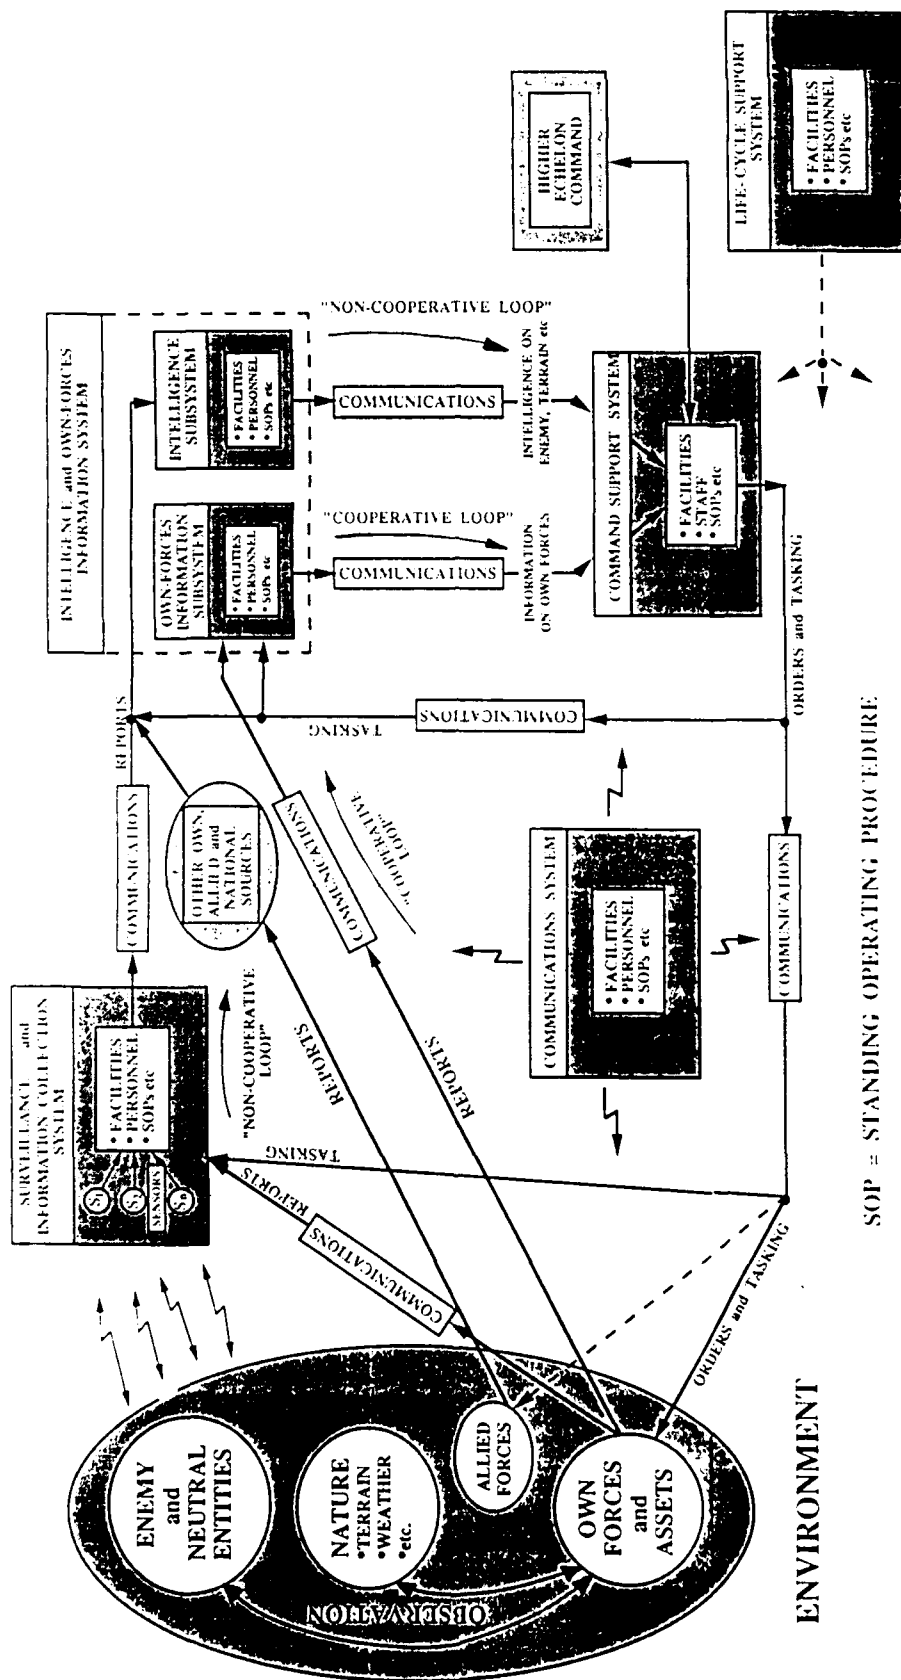 ENVIRONMENT
ENEMY
and
NEUTRAL
ENTITIES
NATURE
•TERRAIN
•WEATHER
•etc.
ALLIED
FORCES
OWN
FORCES
and
ASSETS
OBSERVATION
SURVEILLANCE and
INFORMATION COLLECTION
SYSTEM
S1
S2
Sn
SENSORS
• FACILITIES
• PERSONNEL
• SOPs etc
"NON-COOPERATIVE
LOOP"
COMMUNICATIONS
REPORTS
COMMUNICATIONS
REPORTS
OTHER OWN,
ALLIED and
NATIONAL
SOURCES
REPORTS
REPORTS
COMMUNICATIONS
"COOPERATIVE
LOOP"
TASKING
TASKING
COMMUNICATIONS
INTELLIGENCE and OWN-FORCES
INFORMATION SYSTEM
INTELLIGENCE
SUBSYSTEM
• FACILITIES
• PERSONNEL
• SOPs etc
OWN-FORCES
INFORMATION
SUBSYSTEM
• FACILITIES
• PERSONNEL
• SOPs etc
"NON-COOPERATIVE LOOP"
COMMUNICATIONS
INTELLIGENCE ON
ENEMY, TERRAIN etc
"COOPERATIVE LOOP"
COMMUNICATIONS
INFORMATION
ON OWN FORCES
COMMAND SUPPORT SYSTEM
• FACILITIES
• STAFF
• SOPs etc
HIGHER
ECHELON
COMMAND
LIFE-CYCLE SUPPORT
SYSTEM
• FACILITIES
• PERSONNEL
• SOPs etc
ORDERS and TASKING
COMMUNICATIONS SYSTEM
• FACILITIES
• PERSONNEL
• SOPs etc
COMMUNICATIONS
ORDERS and TASKING
SOP = STANDING OPERATING PROCEDURE